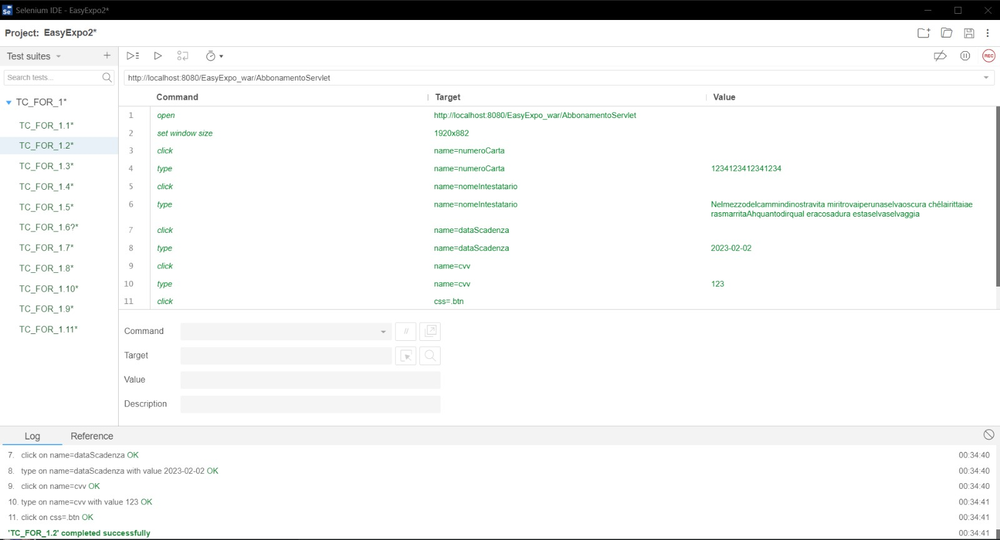 Se Selenium IDE - EasyExpo2*
Project: EasyExpo2*
Test suites
Search tests...
TC_FOR_1*
TC_FOR_1.1*
TC_FOR_1.2*
TC_FOR_1.3*
TC_FOR_1.4*
TC_FOR_1.5*
TC_FOR_1.6?*
TC_FOR_1.7*
TC_FOR_1.8*
TC_FOR_1.10*
TC_FOR_1.9*
TC_FOR_1.11*
REC
http://localhost:8080/EasyExpo_war/AbbonamentoServlet
Command Target Value
1 open http://localhost:8080/EasyExpo_war/AbbonamentoServlet
2 set window size 1920x882
3 click name=numeroCarta
4 type name=numeroCarta 1234123412341234
5 click name=nomeIntestatario
6 type name=nomeIntestatario Nelmezzodelcammindinostravita miritrovaiperunaselvaoscura chélairittaiae
rasmarritaAhquantodirqual eracosadura estaselvaselvaggia
7 click name=dataScadenza
8 type name=dataScadenza 2023-02-02
9 click name=cvv
10 type name=cvv 123
11 click css=.btn
Command //
Target
Value
Description
Log Reference
7. click on name=dataScadenza OK 00:34:40
8. type on name=dataScadenza with value 2023-02-02 OK 00:34:40
9. click on name=cvv OK 00:34:40
10. type on name=cvv with value 123 OK 00:34:41
11. click on css=.btn OK 00:34:41
'TC_FOR_1.2' completed successfully 00:34:41